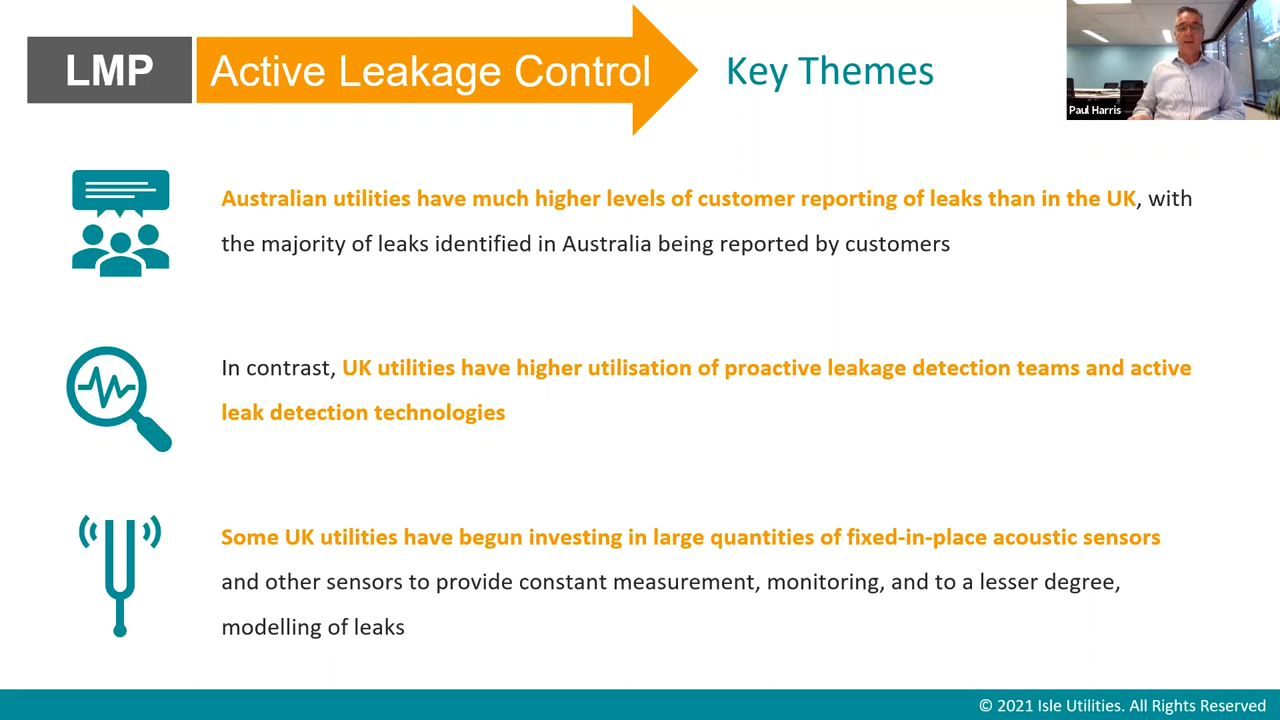 LMP
Active Leakage Control
Key Themes
Paul Harris
Australian utilities have much higher levels of customer reporting of leaks than in the UK, with
the majority of leaks identified in Australia being reported by customers
In contrast, UK utilities have higher utilisation of proactive leakage detection teams and active
leak detection technologies
Some UK utilities have begun investing in large quantities of fixed-in-place acoustic sensors
and other sensors to provide constant measurement, monitoring, and to a lesser degree,
modelling of leaks
© 2021 Isle Utilities. All Rights Reserved